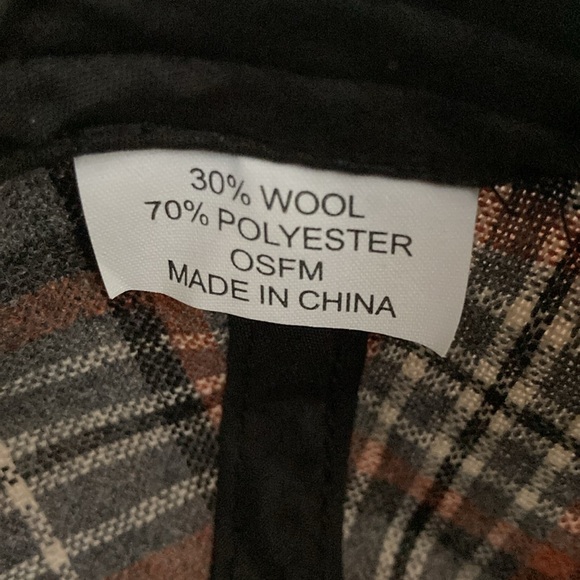 30% WOOL
70% POLYESTER
OSFM
MADE IN CHINA